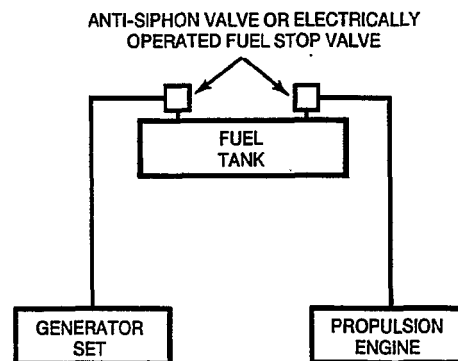 ANTI-SIPHON VALVE OR ELECTRICALLY
OPERATED FUEL STOP VALVE
FUEL
TANK
GENERATOR
SET
PROPULSION
ENGINE